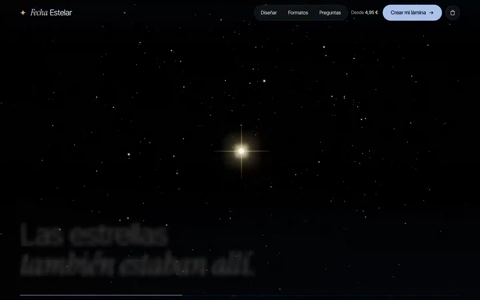 Fecha Estelar
Diseñar Formatos Preguntas Desde 4,95 € Crear mi lámina →
Las estrellas
también estaban allí.